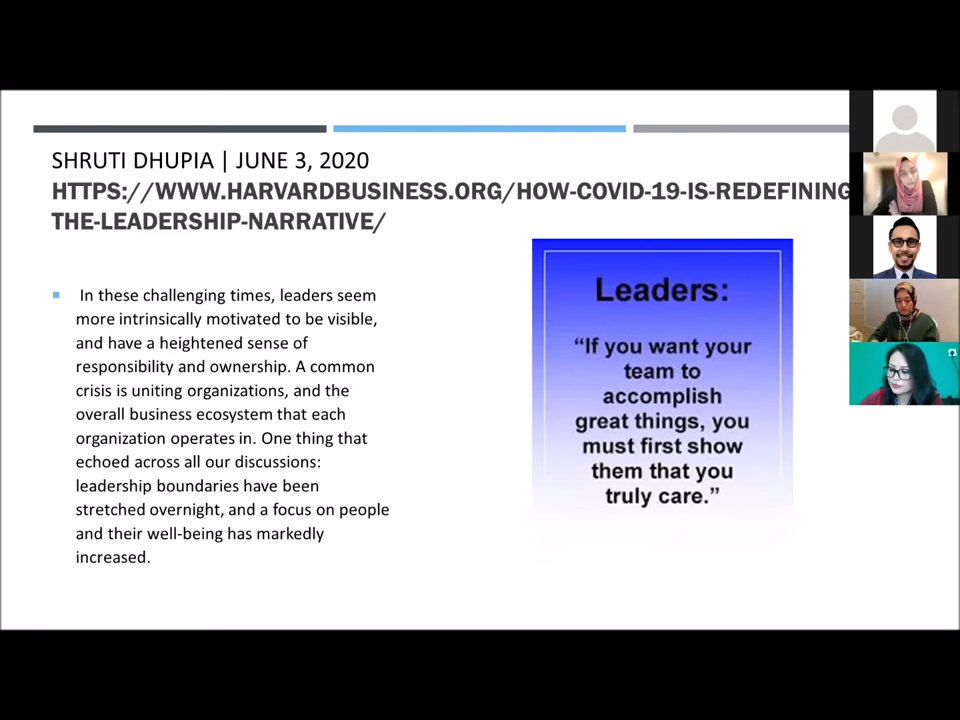 SHRUTI DHUPIA | JUNE 3, 2020
HTTPS://WWW.HARVARDBUSINESS.ORG/HOW-COVID-19-IS-REDEFINING
THE-LEADERSHIP-NARRATIVE/
In these challenging times, leaders seem
more intrinsically motivated to be visible,
and have a heightened sense of
responsibility and ownership. A common
crisis is uniting organizations, and the
overall business ecosystem that each
organization operates in. One thing that
echoed across all our discussions:
leadership boundaries have been
stretched overnight, and a focus on people
and their well-being has markedly
increased.
Leaders:
“If you want your
team to
accomplish
great things, you
must first show
them that you
truly care.”